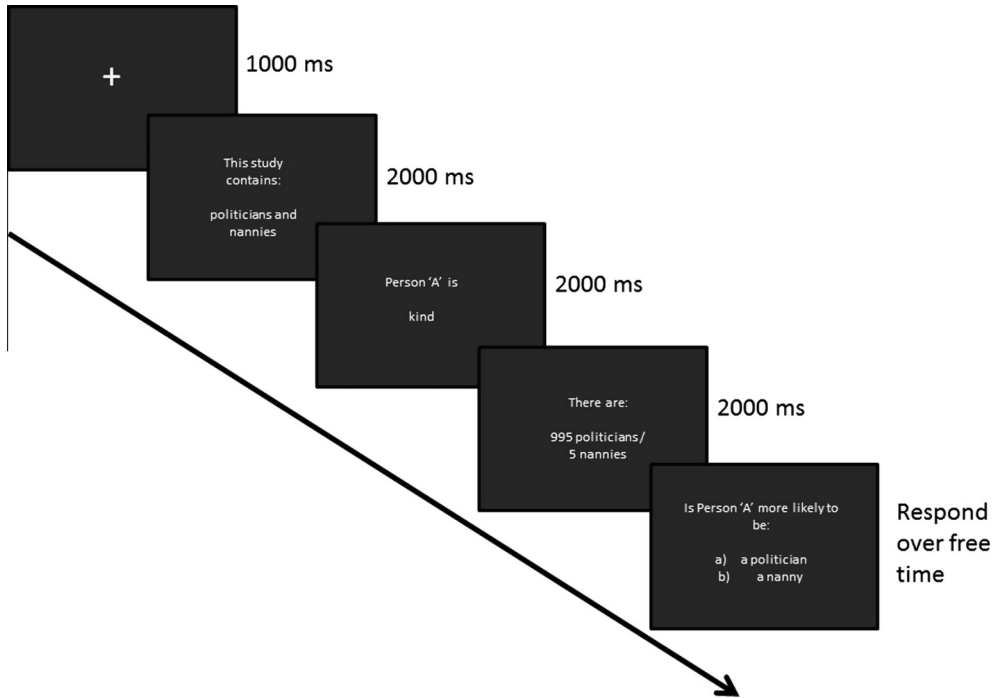 +
1000 ms
This study
contains:
politicians and
nannies
2000 ms
Person ‘A’ is
kind
2000 ms
There are:
995 politicians/
5 nannies
2000 ms
Is Person ‘A’ more likely to
be:
a) a politician
b) a nanny
Respond
over free
time